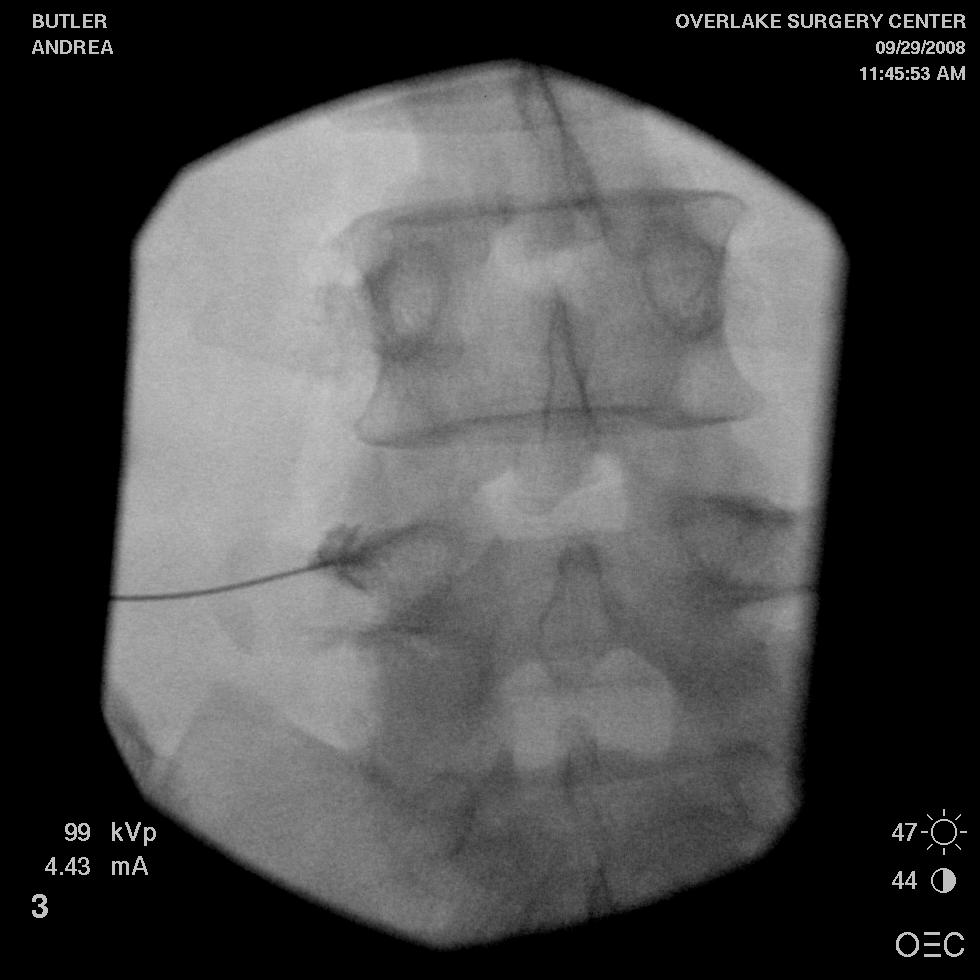 BUTLER
ANDREA
OVERLAKE SURGERY CENTER
09/29/2008
11:45:53 AM
99 kVp
4.43 mA
3
47
44
OEC